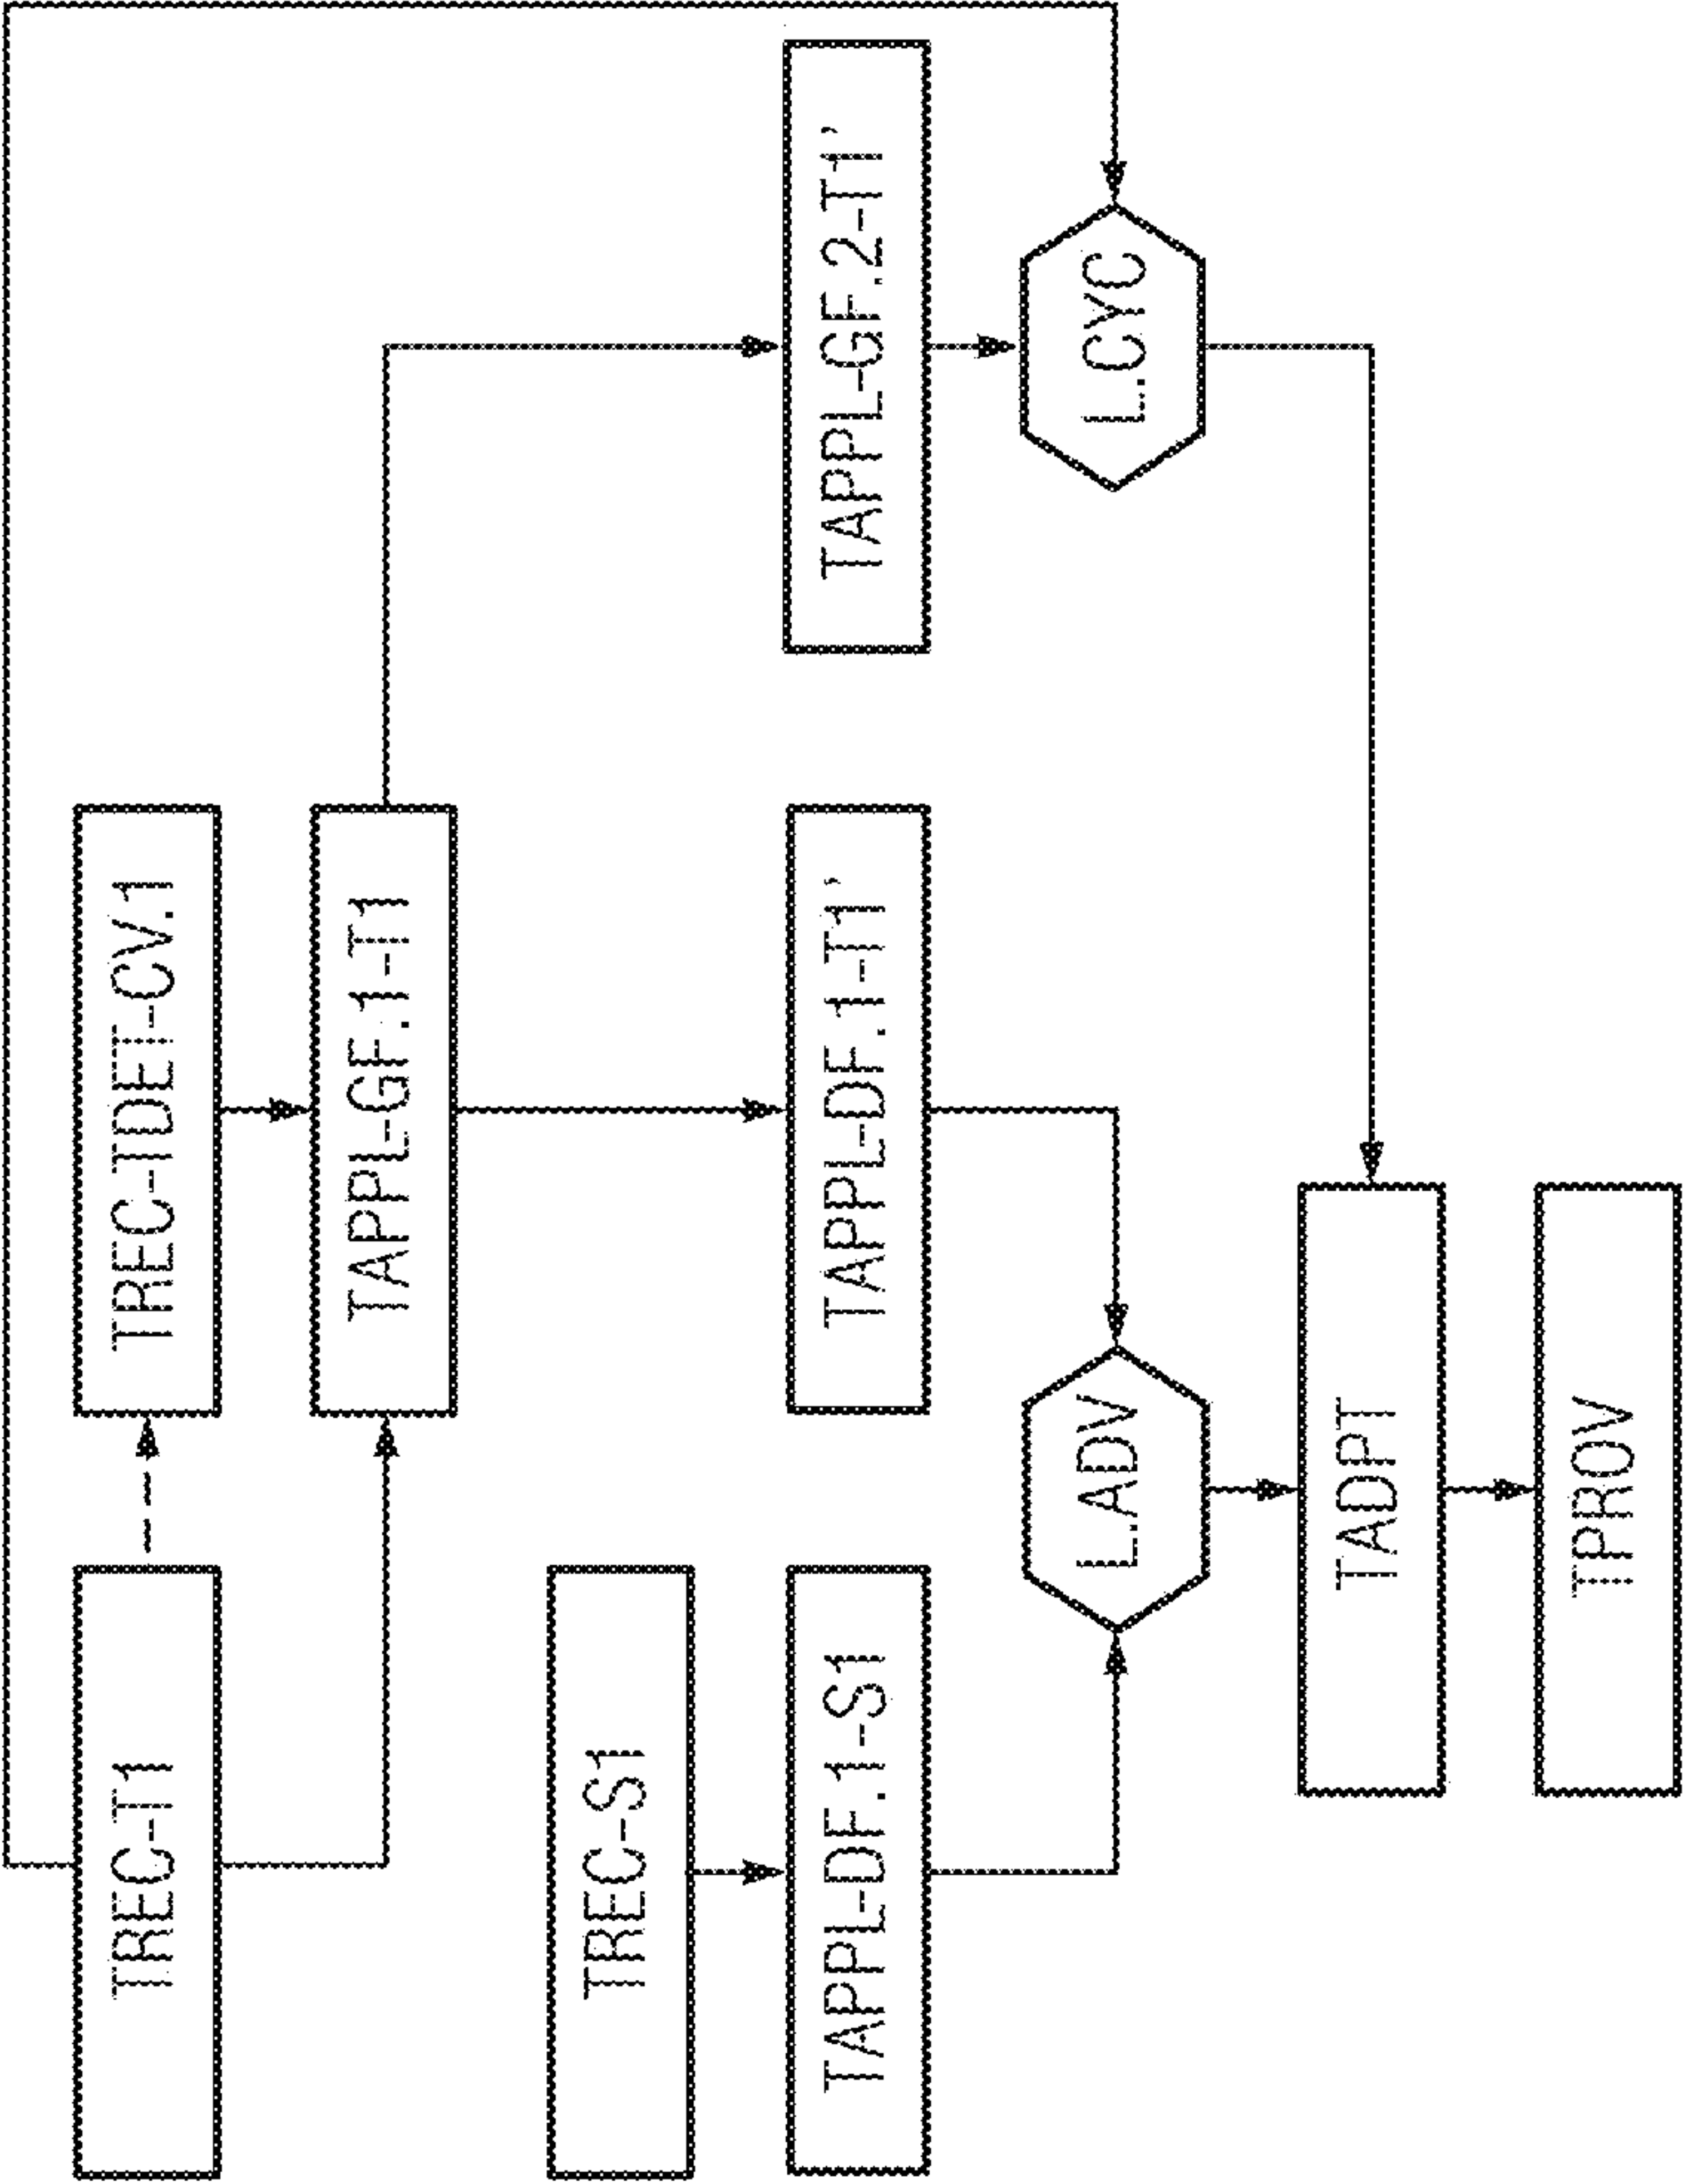 TREC-T1
TREC-TDET-CV.1
TAPPL-GF.1-T1
TREC-S1
TAPPL-DF.1-S1
TAPPL-DF.1-T1'
TAPPL-GF.2-T1'
L.ADV
L.CYC
TADPT
TPROV